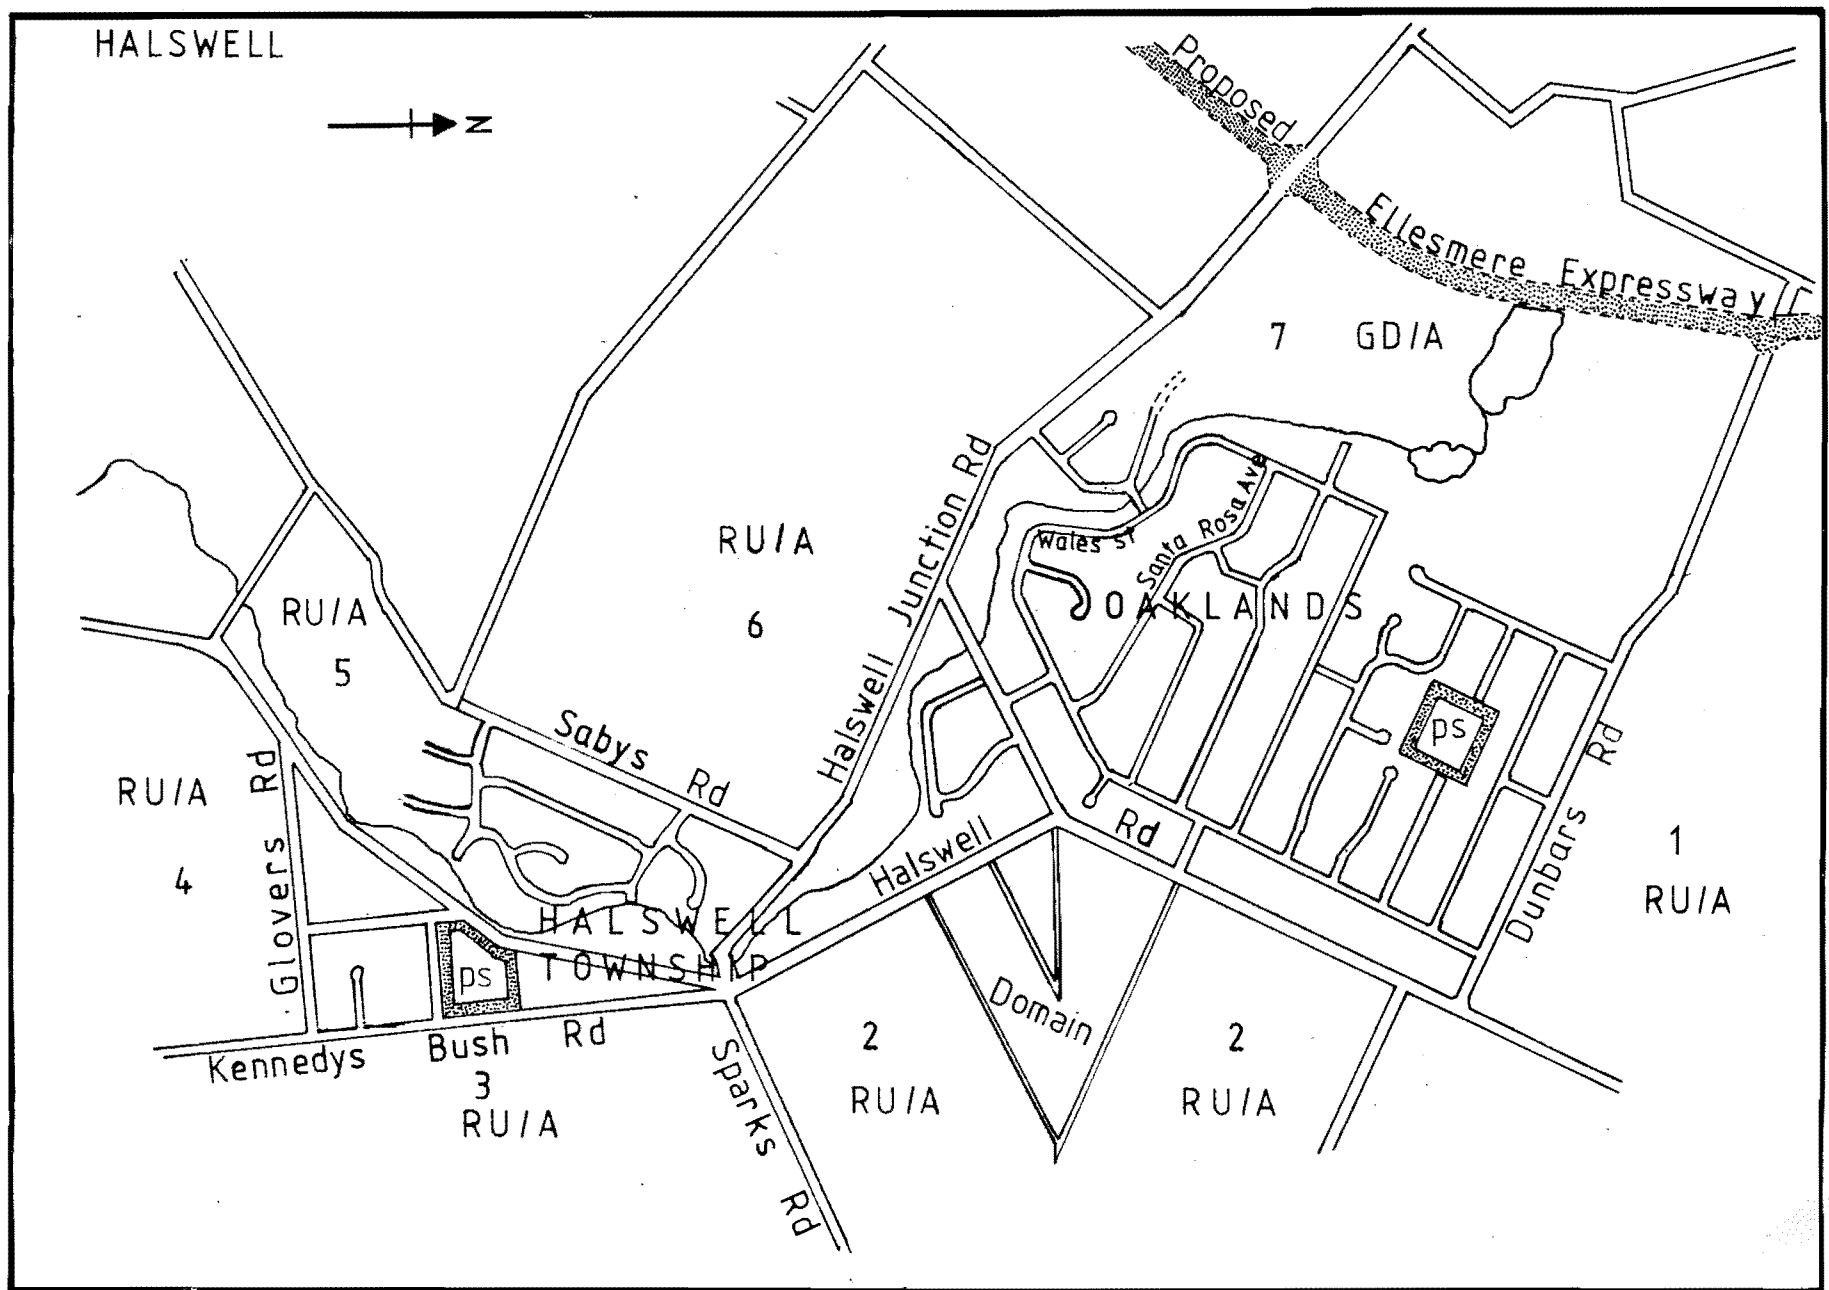 HALSWELL
N
Proposed
Ellesmere Expressway
7 GD/A
Halswell Junction Rd
Wales St
Santa Rosa Ave
OAKLANDS
RU/A
6
RU/A
5
Sabys Rd
ps
Dunbars Rd
1
RU/A
RU/A
4
Glovers Rd
Halswell Rd
HALSWELL
TOWNSHIP
ps
Domain
Kennedys Bush Rd
3
RU/A
Sparks Rd
2
RU/A
2
RU/A